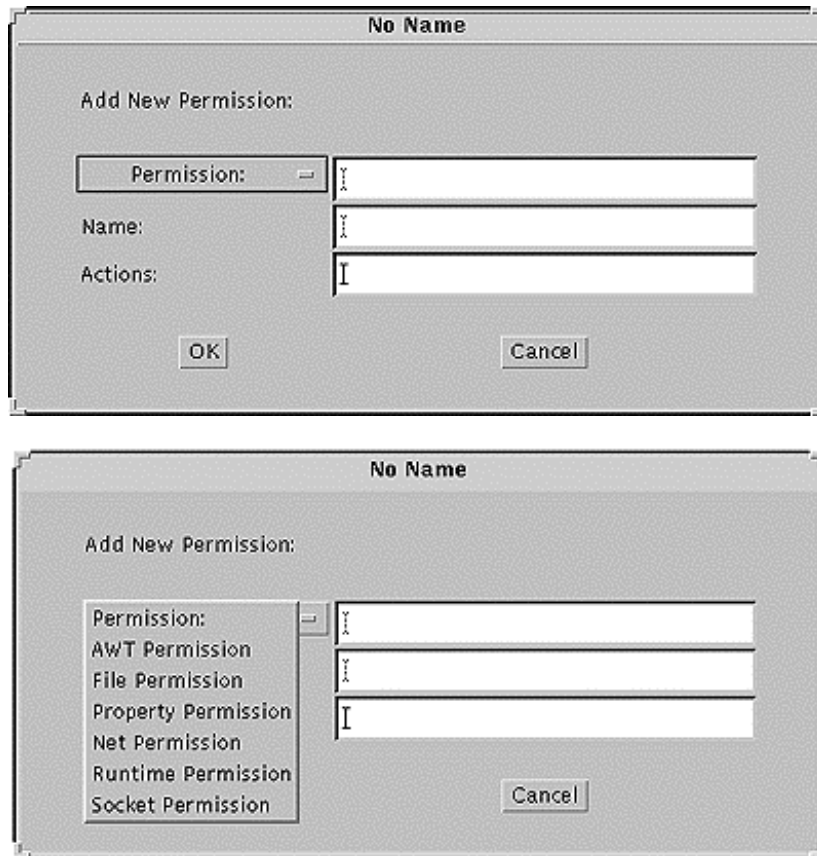 No Name
Add New Permission:
Permission:
Name:
Actions:
OK Cancel
No Name
Add New Permission:
Permission:
AWT Permission
File Permission
Property Permission
Net Permission
Runtime Permission
Socket Permission
Cancel